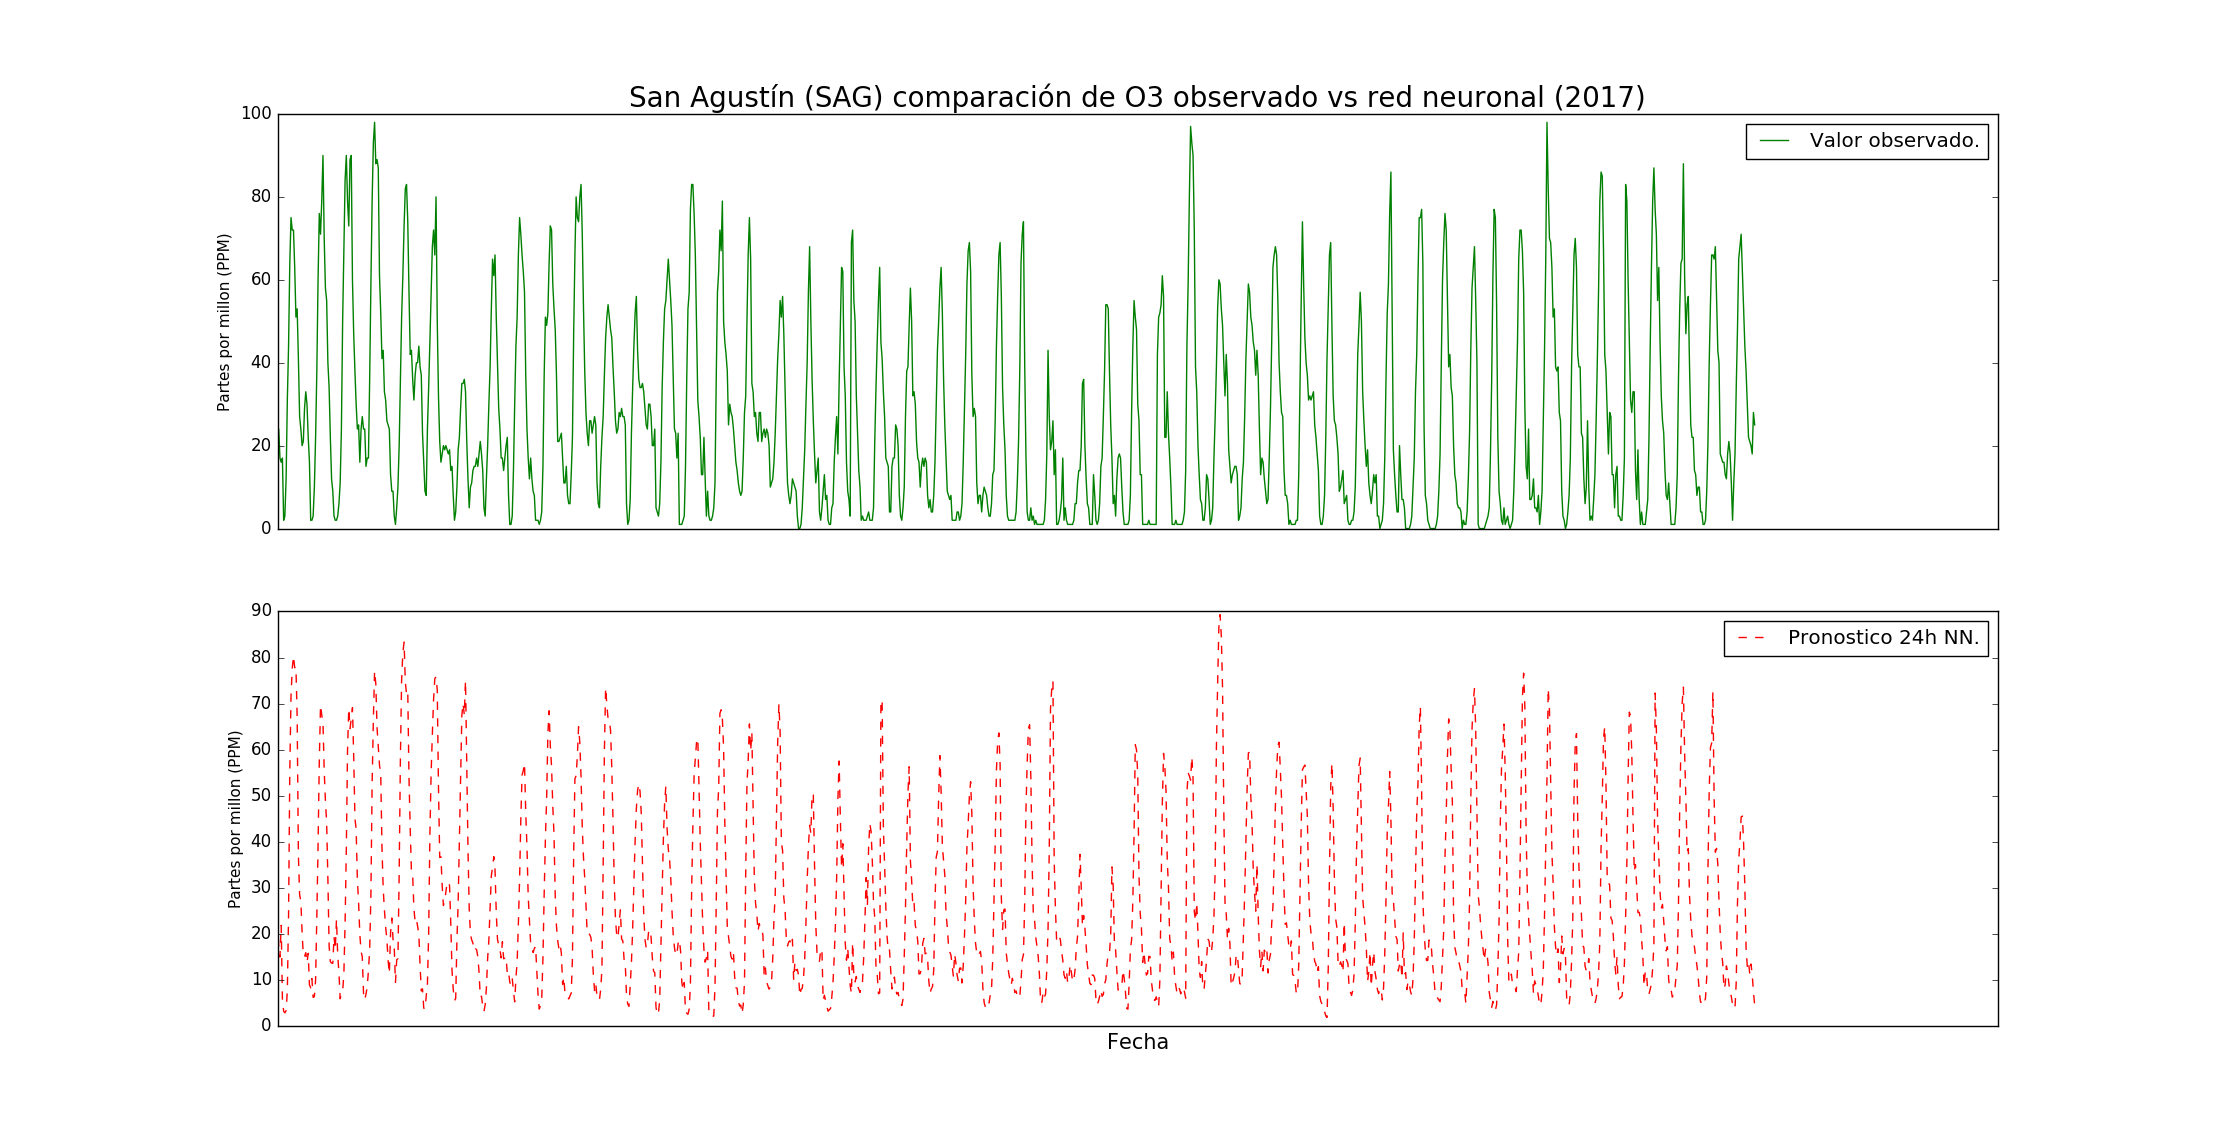 San Agustín (SAG) comparación de O3 observado vs red neuronal (2017)
100
80
60
40
20
0
Partes por millon (PPM)
Valor observado.
90
80
70
60
50
40
30
20
10
0
Partes por millon (PPM)
Pronostico 24h NN.
Fecha